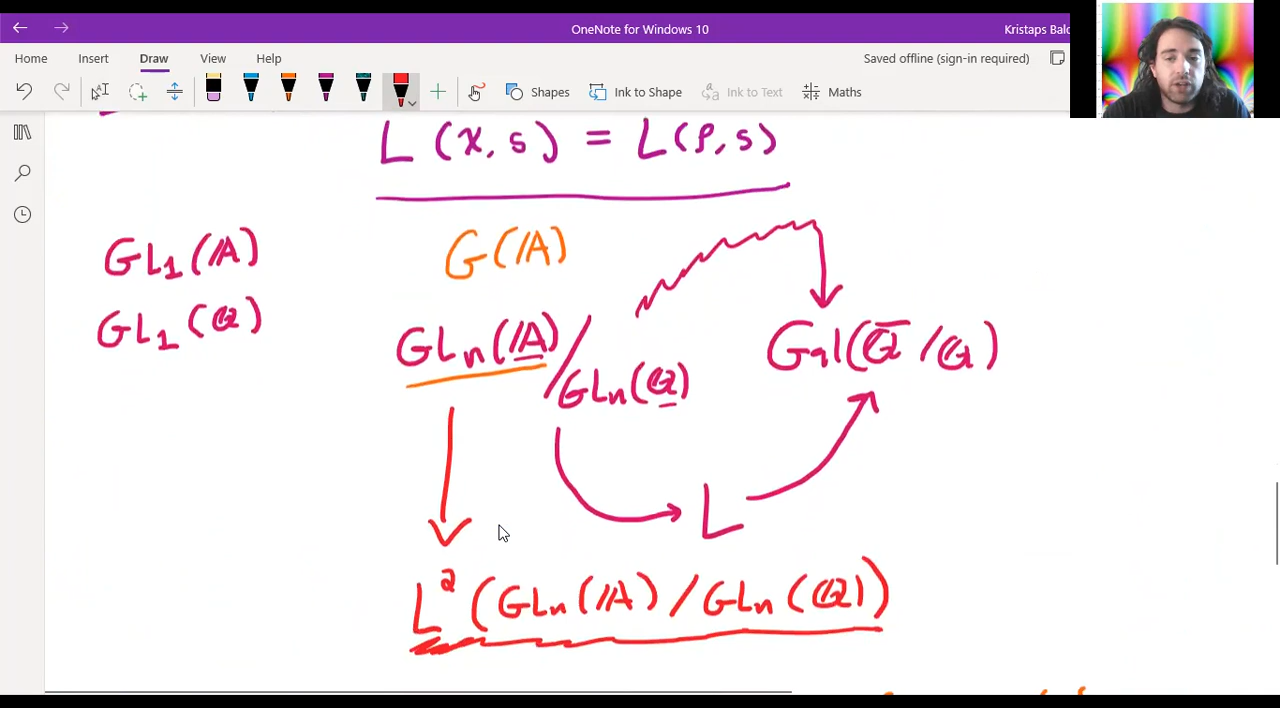 OneNote for Windows 10
Kristaps Balo
Home Insert Draw View Help
Saved offline (sign-in required)
Shapes Ink to Shape Ink to Text Maths
L (χ, s) = L(ρ, s)
GL₁(𝔸)
GL₁(ℚ)
G(𝔸)
GLn(𝔸)/GLn(ℚ)
Gal(ℚ̄/ℚ)
L
L²(GLn(𝔸)/GLn(ℚ))